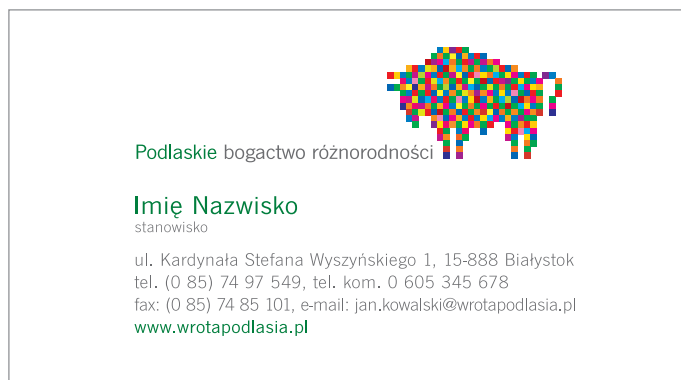 Podlaskie bogactwo różnorodności
Imię Nazwisko
stanowisko
ul. Kardynała Stefana Wyszyńskiego 1, 15-888 Białystok
tel. (0 85) 74 97 549, tel. kom. 0 605 345 678
fax: (0 85) 74 85 101, e-mail: jan.kowalski@wrotapodlasia.pl
www.wrotapodlasia.pl